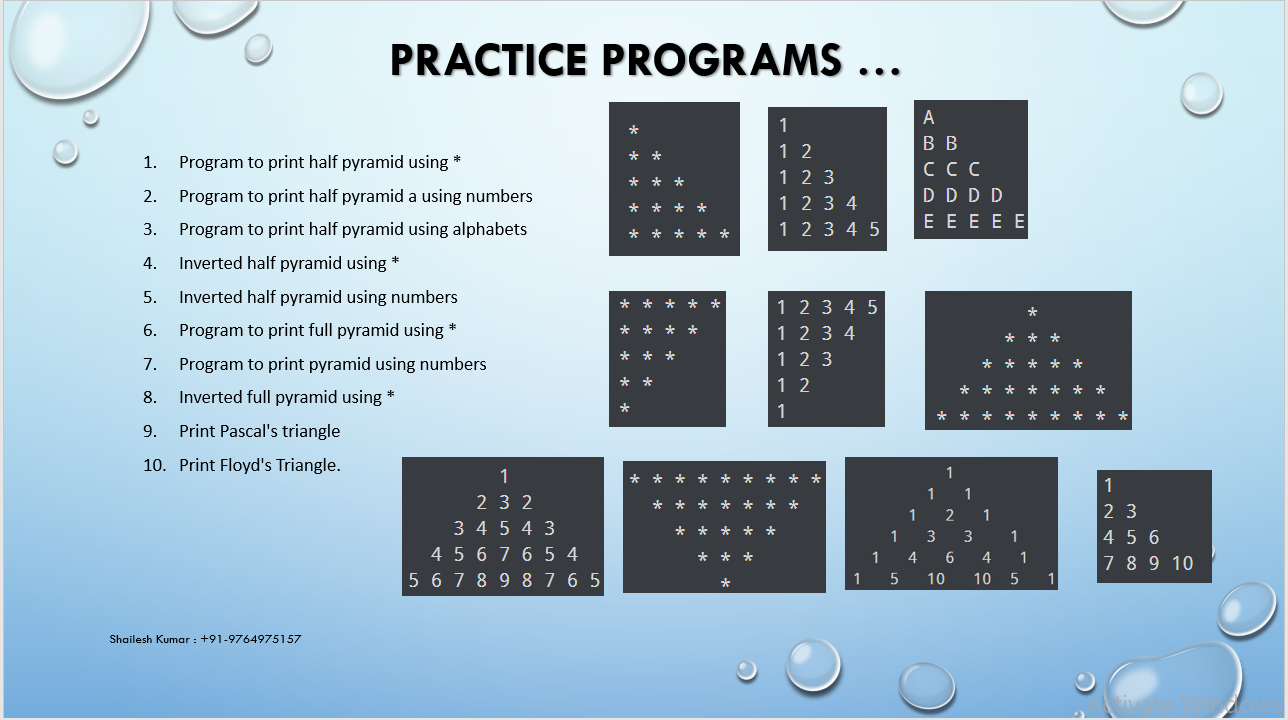 PRACTICE PROGRAMS ...
1. Program to print half pyramid using *
2. Program to print half pyramid a using numbers
3. Program to print half pyramid using alphabets
4. Inverted half pyramid using *
5. Inverted half pyramid using numbers
6. Program to print full pyramid using *
7. Program to print pyramid using numbers
8. Inverted full pyramid using *
9. Print Pascal's triangle
10. Print Floyd's Triangle.
*
* *
* * *
* * * *
* * * * *
1
1 2
1 2 3
1 2 3 4
1 2 3 4 5
A
B B
C C C
D D D D
E E E E E
* * * * *
* * * *
* * *
* *
*
1 2 3 4 5
1 2 3 4
1 2 3
1 2
1
*
* * *
* * * * *
* * * * * * *
* * * * * * * * *
1
2 3 2
3 4 5 4 3
4 5 6 7 6 5 4
5 6 7 8 9 8 7 6 5
* * * * * * * * *
* * * * * * *
* * * * *
* * *
*
1
1 1
1 2 1
1 3 3 1
1 4 6 4 1
1 5 10 10 5 1
1
2 3
4 5 6
7 8 9 10
Shailesh Kumar : +91-9764975157
Activate Windows